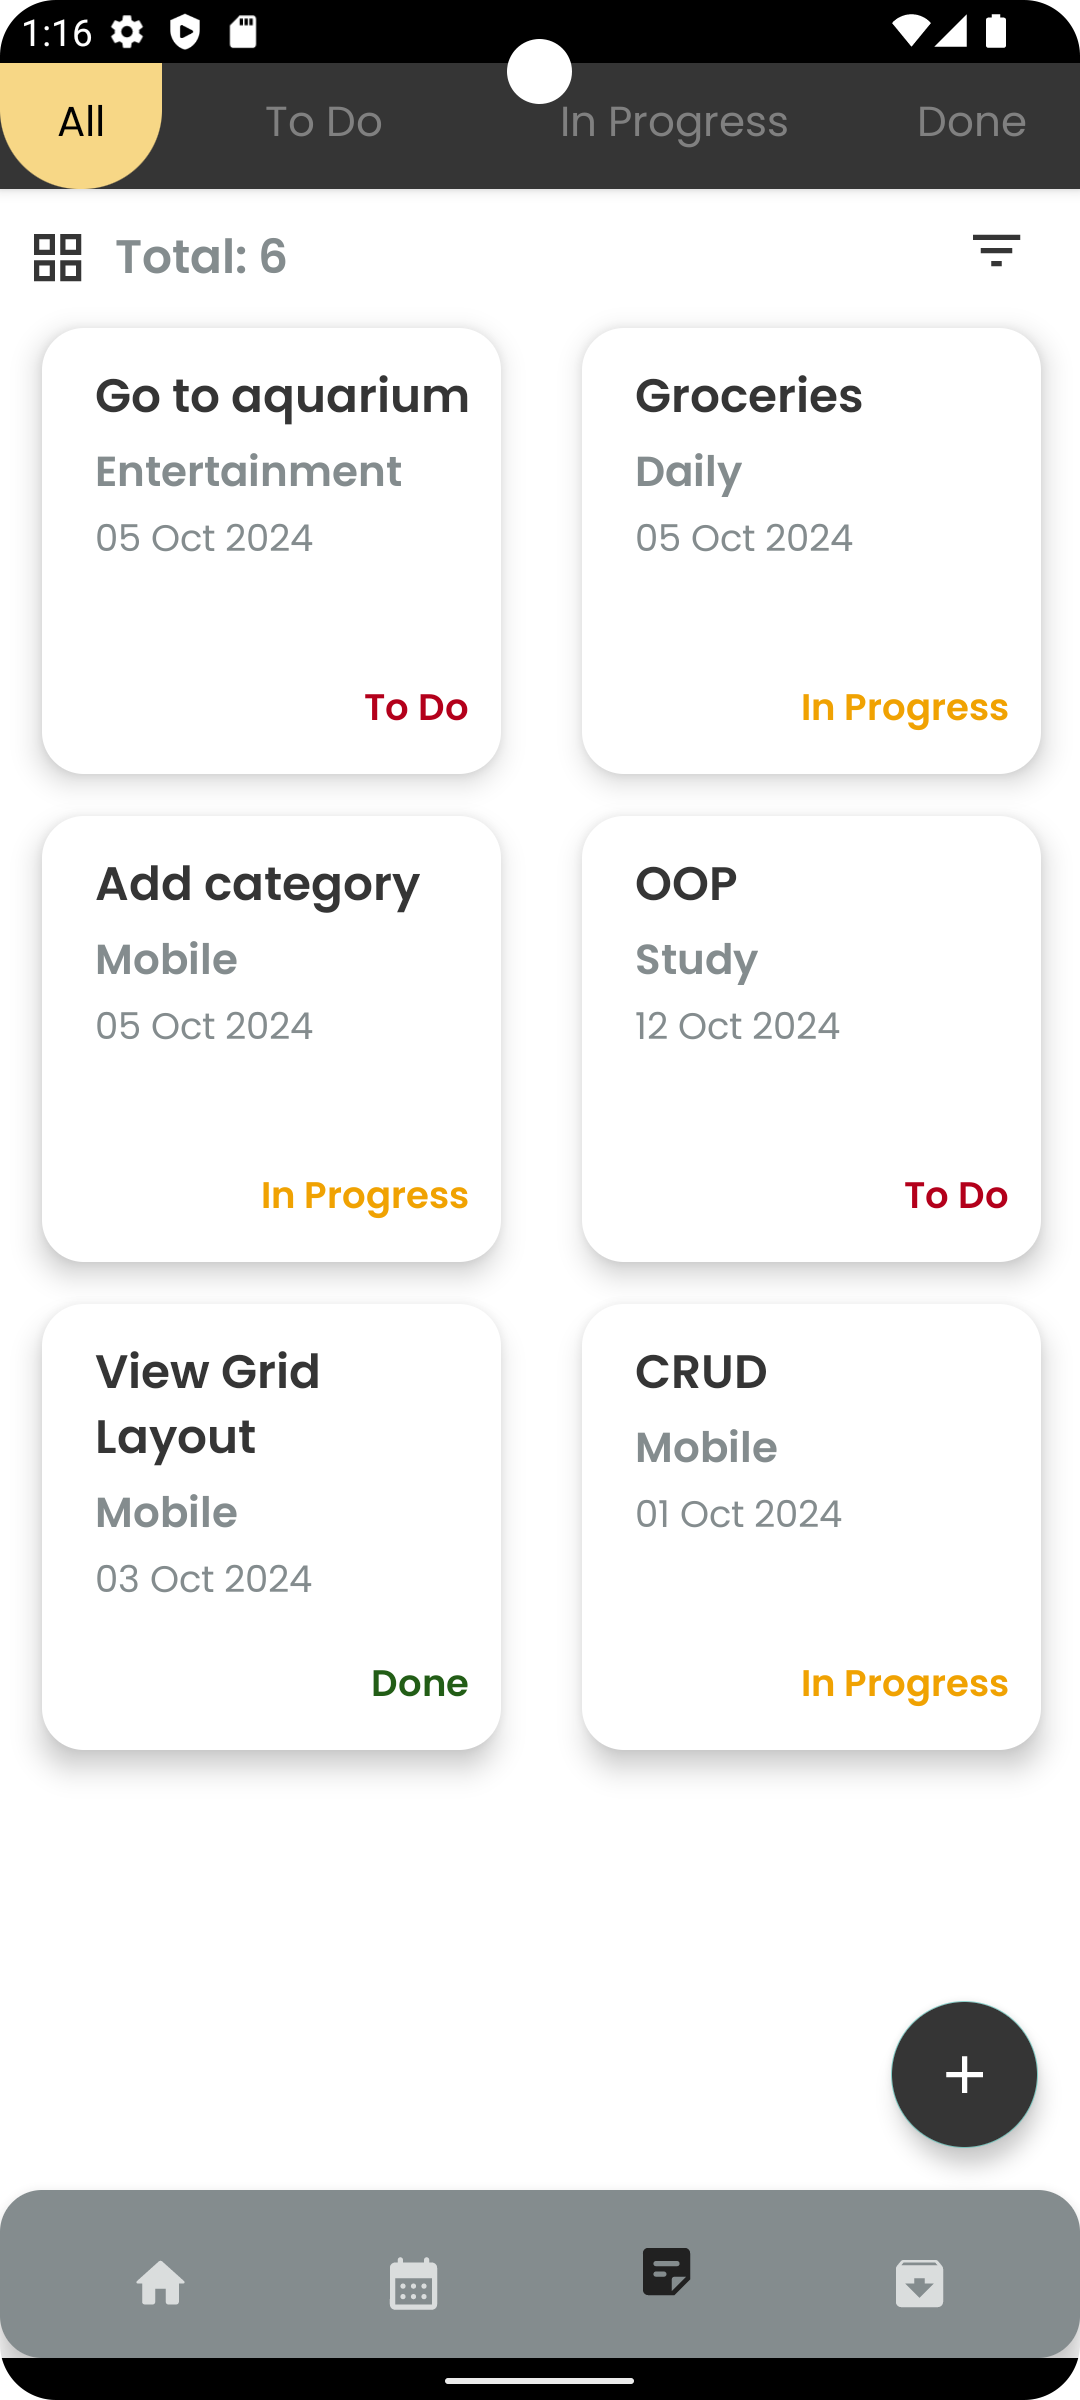 1:16
All
To Do
In Progress
Done
Total: 6
Go to aquarium
Entertainment
05 Oct 2024
To Do
Groceries
Daily
05 Oct 2024
In Progress
Add category
Mobile
05 Oct 2024
In Progress
OOP
Study
12 Oct 2024
To Do
View Grid
Layout
Mobile
03 Oct 2024
Done
CRUD
Mobile
01 Oct 2024
In Progress